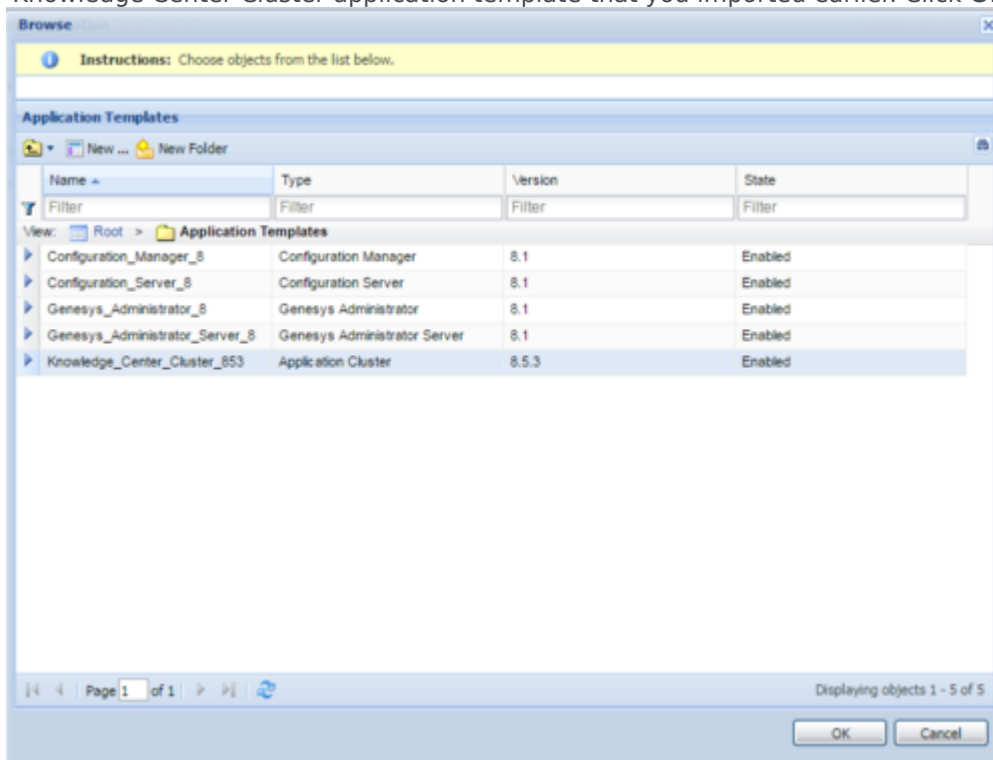 Knowledge Center Cluster application template that you imported earlier. Click O
Browse
Instructions: Choose objects from the list below.
Application Templates
New ... New Folder
Name Type Version State
Filter Filter Filter Filter
View: Root > Application Templates
Configuration_Manager_8 Configuration Manager 8.1 Enabled
Configuration_Server_8 Configuration Server 8.1 Enabled
Genesys_Administrator_8 Genesys Administrator 8.1 Enabled
Genesys_Administrator_Server_8 Genesys Administrator Server 8.1 Enabled
Knowledge_Center_Cluster_853 Application Cluster 8.5.3 Enabled
Page 1 of 1 Displaying objects 1 - 5 of 5
OK Cancel